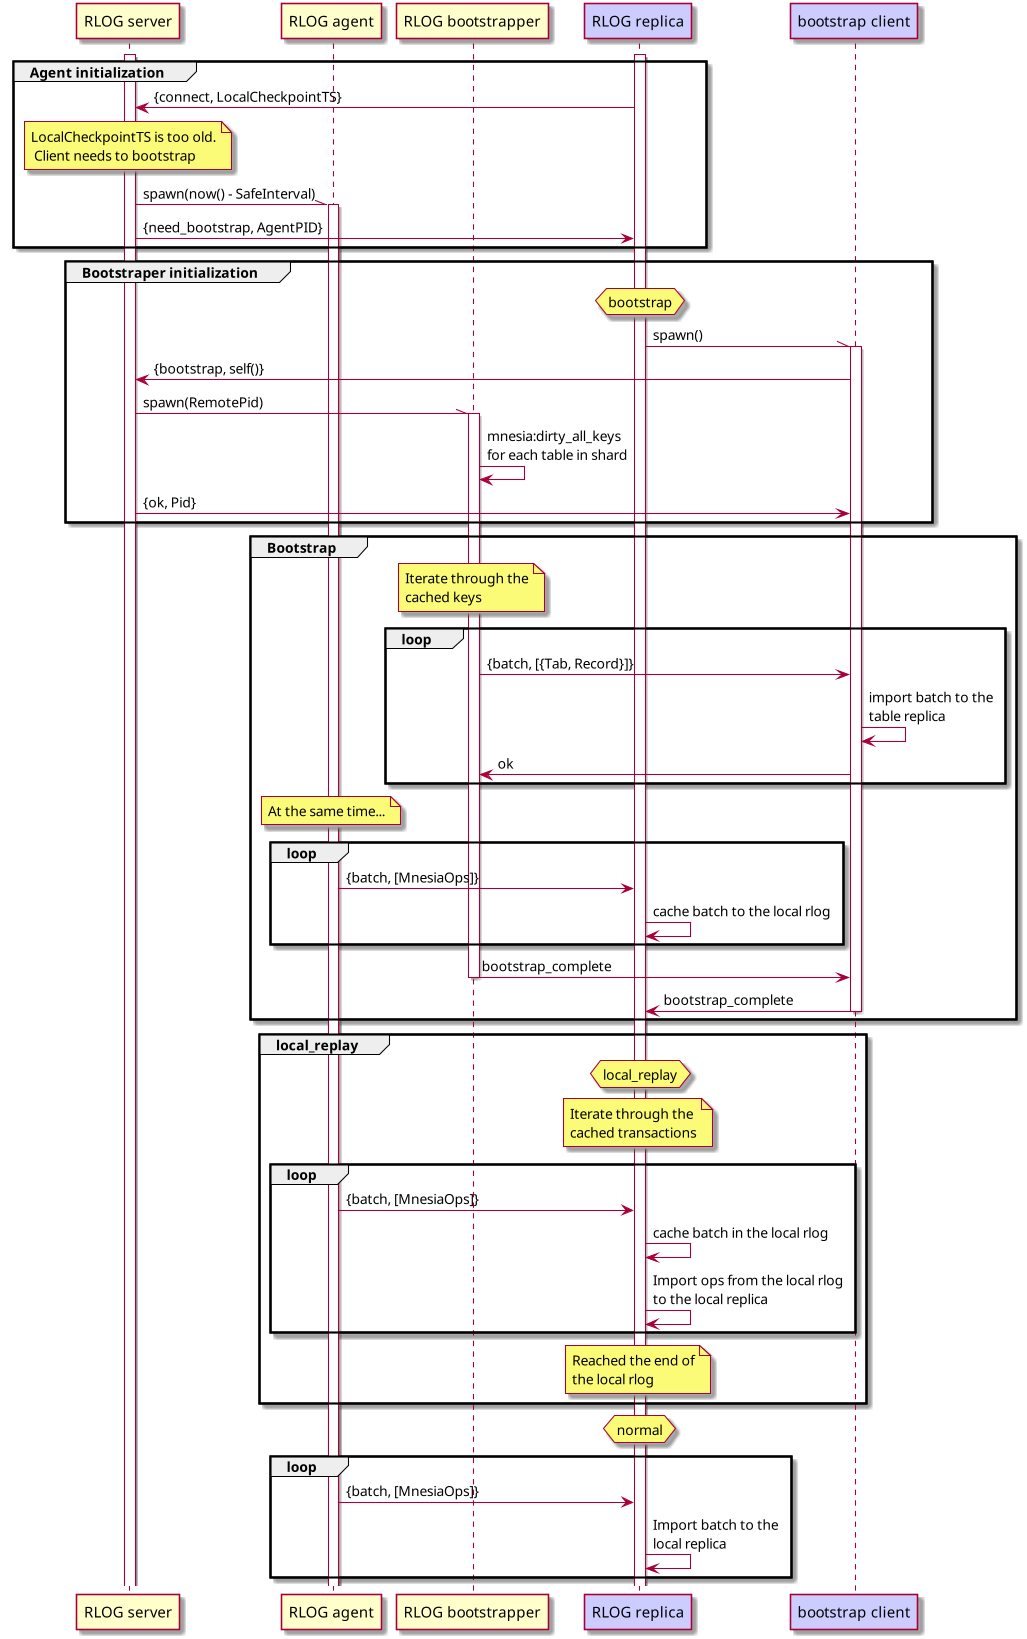 RLOG server
RLOG agent
RLOG bootstrapper
RLOG replica
bootstrap client
Agent initialization
{connect, LocalCheckpointTS}
LocalCheckpointTS is too old.
Client needs to bootstrap
spawn(now() - SafeInterval)
{need_bootstrap, AgentPID}
Bootstraper initialization
bootstrap
spawn()
{bootstrap, self()}
spawn(RemotePid)
mnesia:dirty_all_keys
for each table in shard
{ok, Pid}
Bootstrap
Iterate through the
cached keys
loop
{batch, [{Tab, Record}]}
import batch to the
table replica
ok
At the same time...
loop
{batch, [MnesiaOps]}
cache batch to the local rlog
bootstrap_complete
bootstrap_complete
local_replay
local_replay
Iterate through the
cached transactions
loop
{batch, [MnesiaOps]}
cache batch in the local rlog
Import ops from the local rlog
to the local replica
Reached the end of
the local rlog
normal
loop
{batch, [MnesiaOps]}
Import batch to the
local replica
RLOG server
RLOG agent
RLOG bootstrapper
RLOG replica
bootstrap client